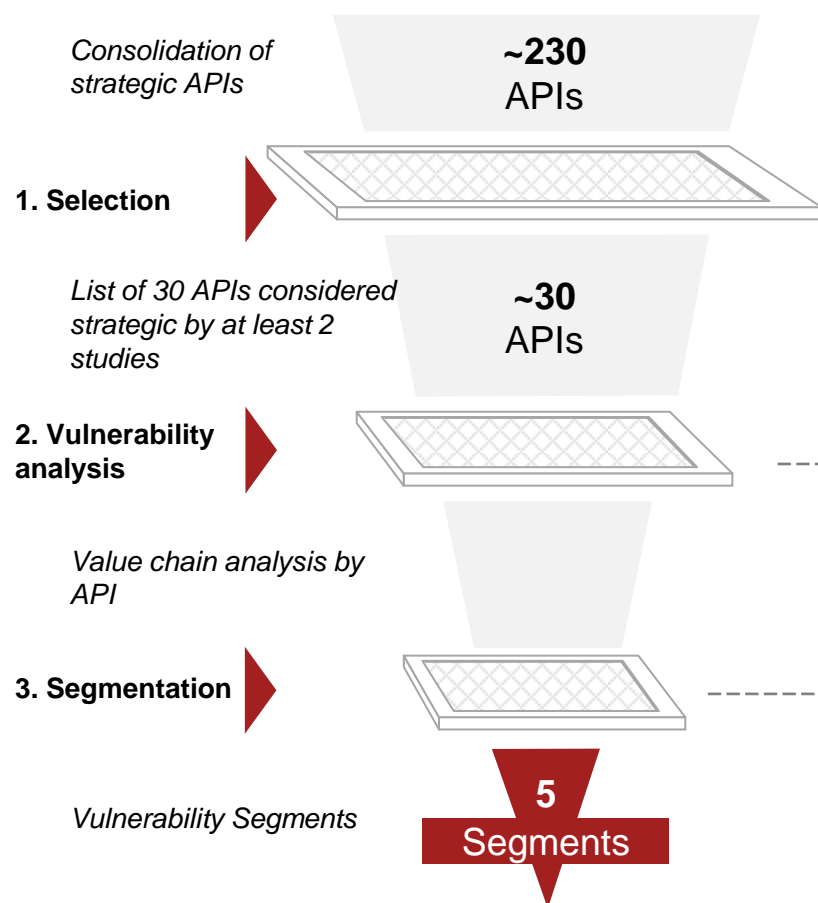 Consolidation of
strategic APIs
~230
APIs
1. Selection
List of 30 APIs considered
strategic by at least 2
studies
~30
APIs
2. Vulnerability
analysis
Value chain analysis by
API
3. Segmentation
Vulnerability Segments
5
Segments